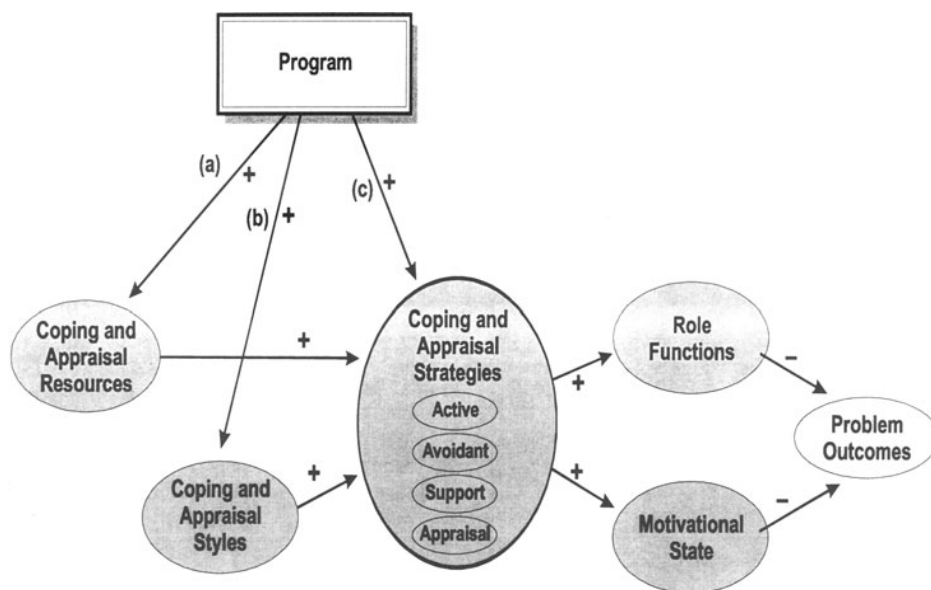 Program
(a)
+
(b)
+
(c)
+
Coping and
Appraisal
Resources
+
Coping and
Appraisal
Styles
+
Coping and
Appraisal
Strategies
Active
Avoidant
Support
Appraisal
+
Role
Functions
–
+
Motivational
State
–
Problem
Outcomes